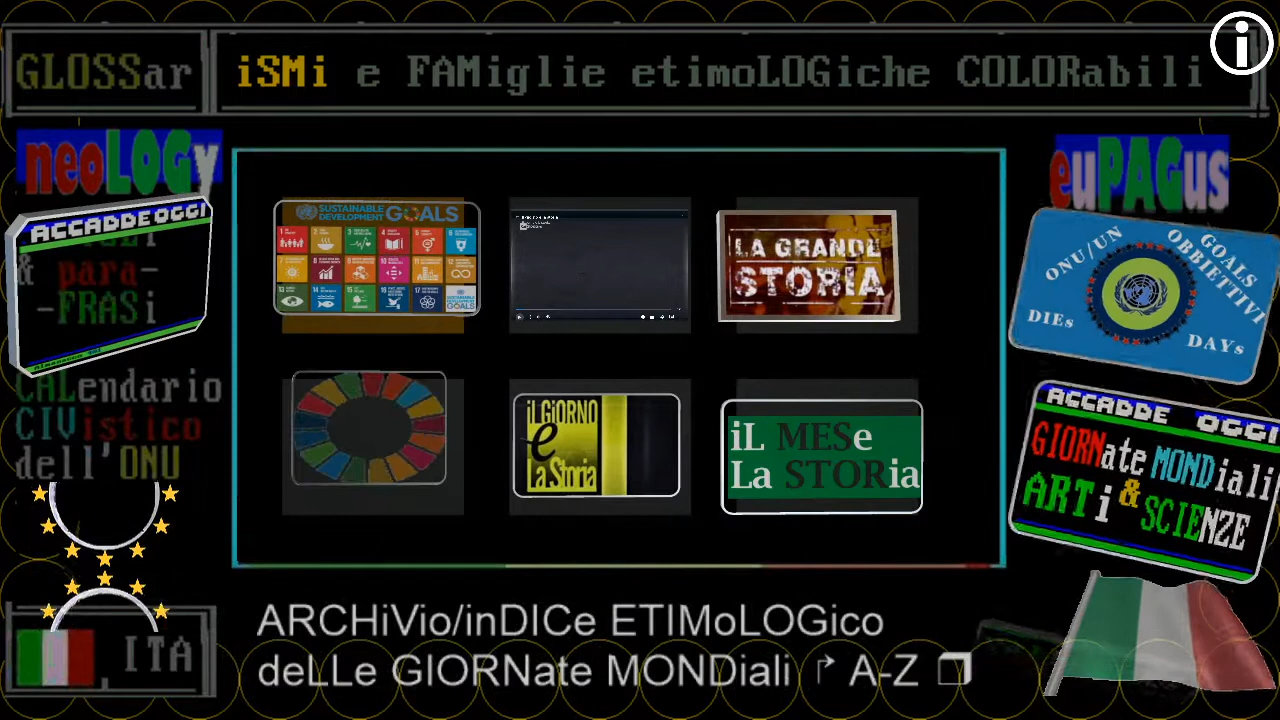 GLOSSar
iSMi e FAMiglie etimoLOGiche COLORabili
neoLOGy
ACCADDE OGGI
& para-
-FRASi
CALendario
CIVistico
dell'ONU
ITA
SUSTAINABLE
DEVELOPMENT GOALS
LA GRANDE
STORIA
iL GiORNO
e
La Storia
iL MESe
La STORia
euPAGus
ONU/UN
GOALS
OBBIETTIVI
DIEs
DAYs
ACCADDE OGGI
GIORNate MONDiali
ARTi & SCIENZE
ARCHiVio/inDICe ETIMoLOGico
deLLe GIORNate MONDiali A-Z